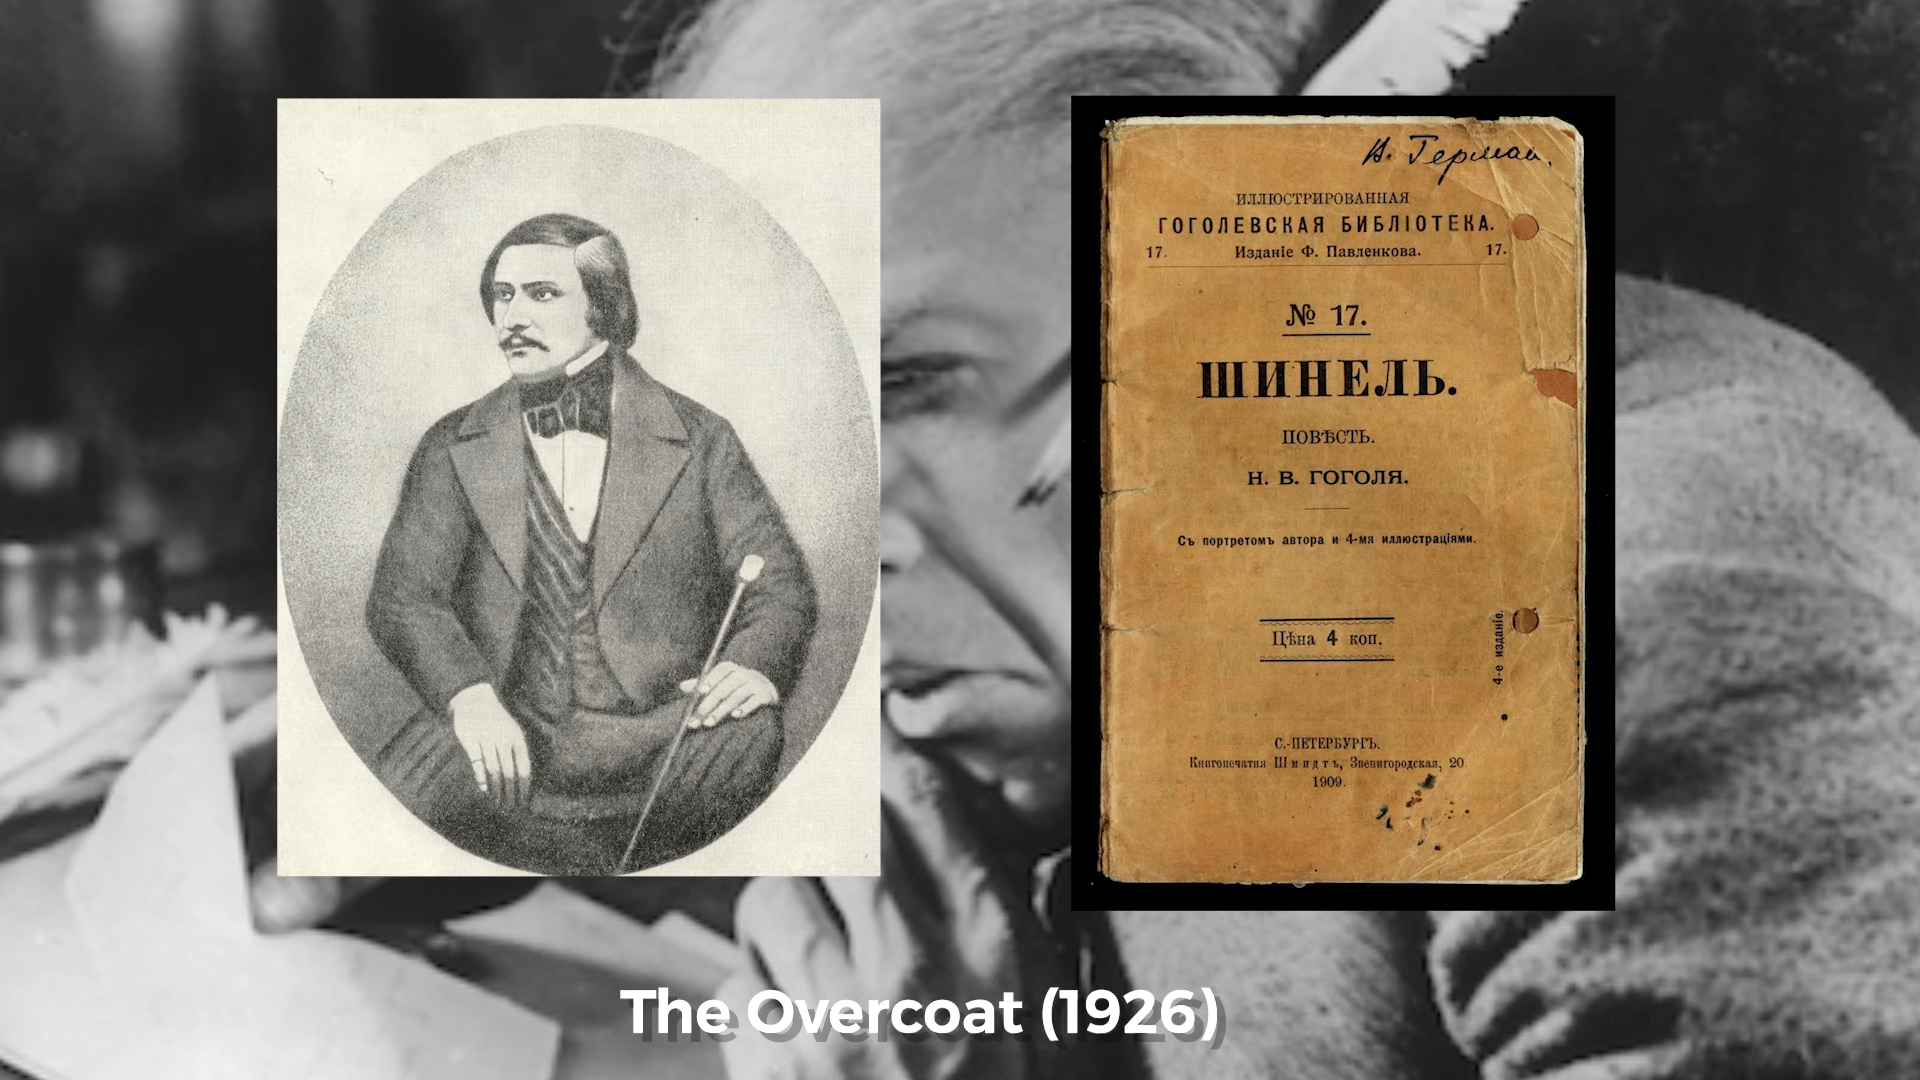 И. Герман.
ИЛЛЮСТРИРОВАННАЯ
ГОГОЛЕВСКАЯ БИБЛІОТЕКА.
17. Изданіе Ф. Павленкова. 17.
№ 17.
ШИНЕЛЬ.
ПОВѢСТЬ.
Н. В. ГОГОЛЯ.
Съ портретомъ автора и 4-мя иллюстраціями.
Цѣна 4 коп.
4-е изданіе.
С.-ПЕТЕРБУРГЪ.
Книгопечатня Шмидтъ, Звенигородская, 20.
1909.
The Overcoat (1926)